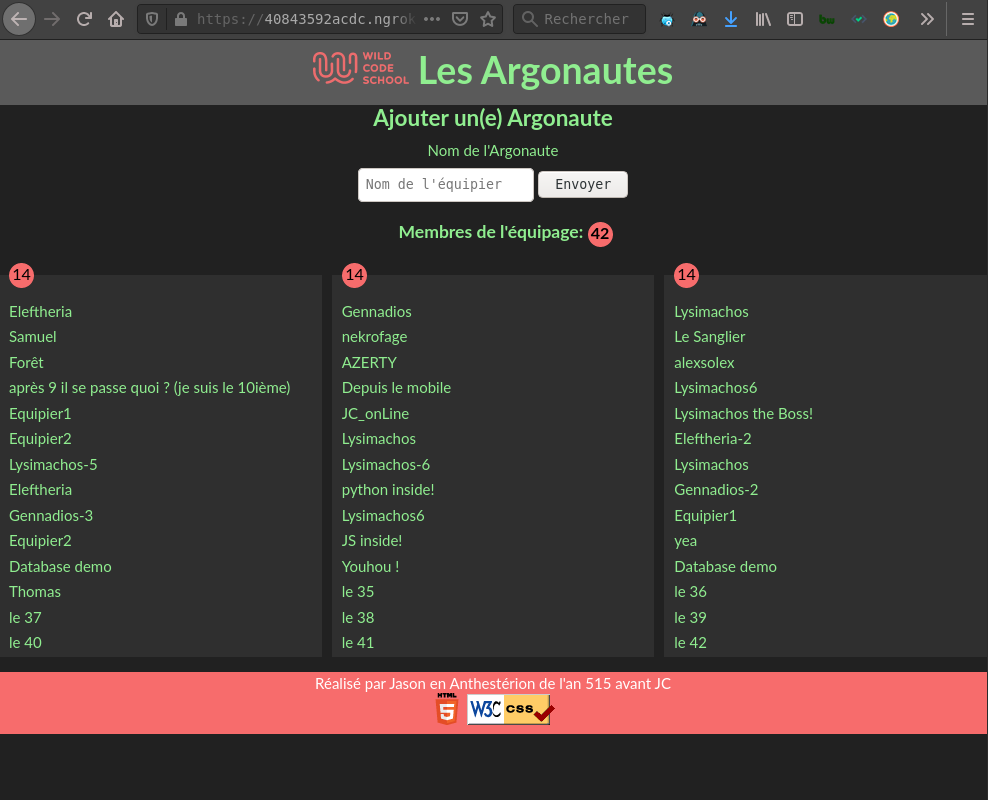 https://40843592acdc.ngrok
Rechercher
WILD
CODE
SCHOOL
Les Argonautes
Ajouter un(e) Argonaute
Nom de l'Argonaute
Nom de l'équipier
Envoyer
Membres de l'équipage: 42
14
Eleftheria
Samuel
Forêt
après 9 il se passe quoi ? (je suis le 10ième)
Equipier1
Equipier2
Lysimachos-5
Eleftheria
Gennadios-3
Equipier2
Database demo
Thomas
le 37
le 40
14
Gennadios
nekrofage
AZERTY
Depuis le mobile
JC_onLine
Lysimachos
Lysimachos-6
python inside!
Lysimachos6
JS inside!
Youhou !
le 35
le 38
le 41
14
Lysimachos
Le Sanglier
alexsolex
Lysimachos6
Lysimachos the Boss!
Eleftheria-2
Lysimachos
Gennadios-2
Equipier1
yea
Database demo
le 36
le 39
le 42
Réalisé par Jason en Anthestérion de l'an 515 avant JC
HTML
5
W3C css